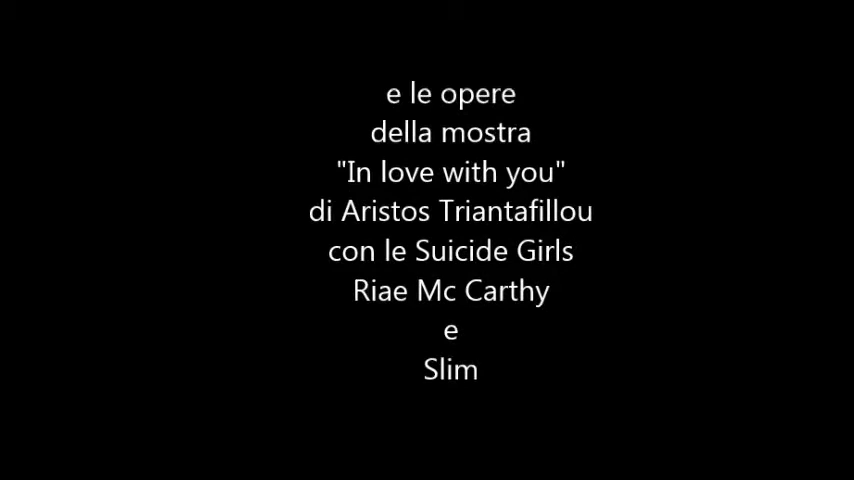 e le opere
della mostra
"In love with you"
di Aristos Triantafillou
con le Suicide Girls
Riae Mc Carthy
e
Slim